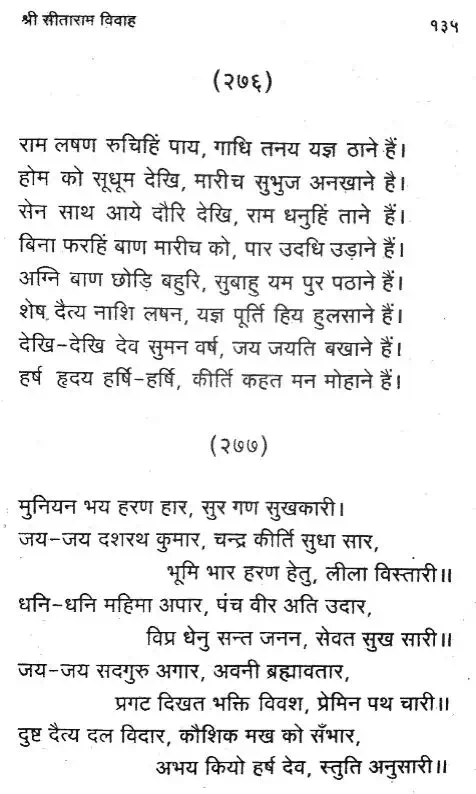 श्री सीताराम विवाह
१३५
(२७६)
राम लषण रुचिहिं पाय, गाधि तनय यज्ञ ठाने हैं।
होम को सूधूम देखि, मारीच सुभुज अनखाने है।
सेन साथ आये दौरि देखि, राम धनुहिं ताने हैं।
बिना फरहिं बाण मारीच को, पार उदधि उड़ाने हैं।
अग्नि बाण छोड़ि बहुरि, सुबाहु यम पुर पठाने हैं।
शेष दैत्य नाशि लषन, यज्ञ पूर्ति हिय हुलसाने हैं।
देखि-देखि देव सुमन वर्ष, जय जयति बखाने हैं।
हर्ष हृदय हर्षि-हर्षि, कीर्ति कहत मन मोहाने हैं।
(२७७)
मुनियन भय हरण हार, सुर गण सुखकारी।
जय-जय दशरथ कुमार, चन्द्र कीर्ति सुधा सार,
भूमि भार हरण हेतु, लीला विस्तारी॥
धनि-धनि महिमा अपार, पंच वीर अति उदार,
विप्र धेनु सन्त जनन, सेवत सुख सारी॥
जय-जय सदगुरु अगार, अवनी ब्रह्मावतार,
प्रगट दिखत भक्ति विवश, प्रेमिन पथ चारी॥
दुष्ट दैत्य दल विदार, कौशिक मख को सँभार,
अभय कियो हर्ष देव, स्तुति अनुसारी॥